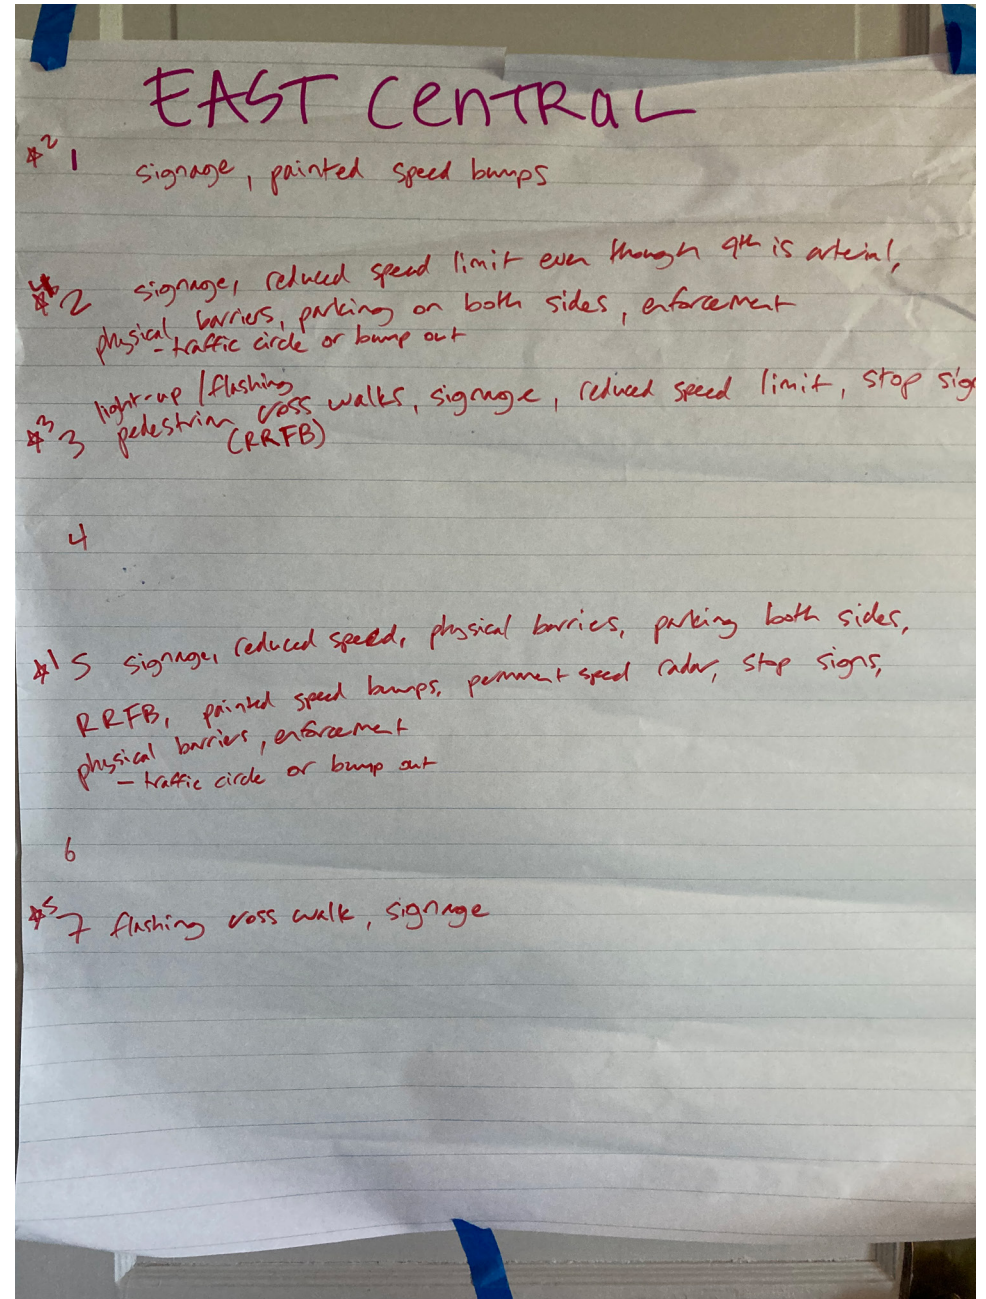 EAST CENTRAL
☆2 1 signage, painted speed bumps
☆4 2 signage, reduced speed limit even though 9th is arterial,
physical barriers, parking on both sides, enforcement
- traffic circle or bump out
light-up/flashing
☆3 3 pedestrian cross walks, signage, reduced speed limit, stop sig
(RRFB)
4
☆1 5 signage, reduced speed, physical barriers, parking both sides,
RRFB, painted speed bumps, permanent speed radar, stop signs,
physical barriers, enforcement
- traffic circle or bump out
6
☆5 7 flashing cross walk, signage